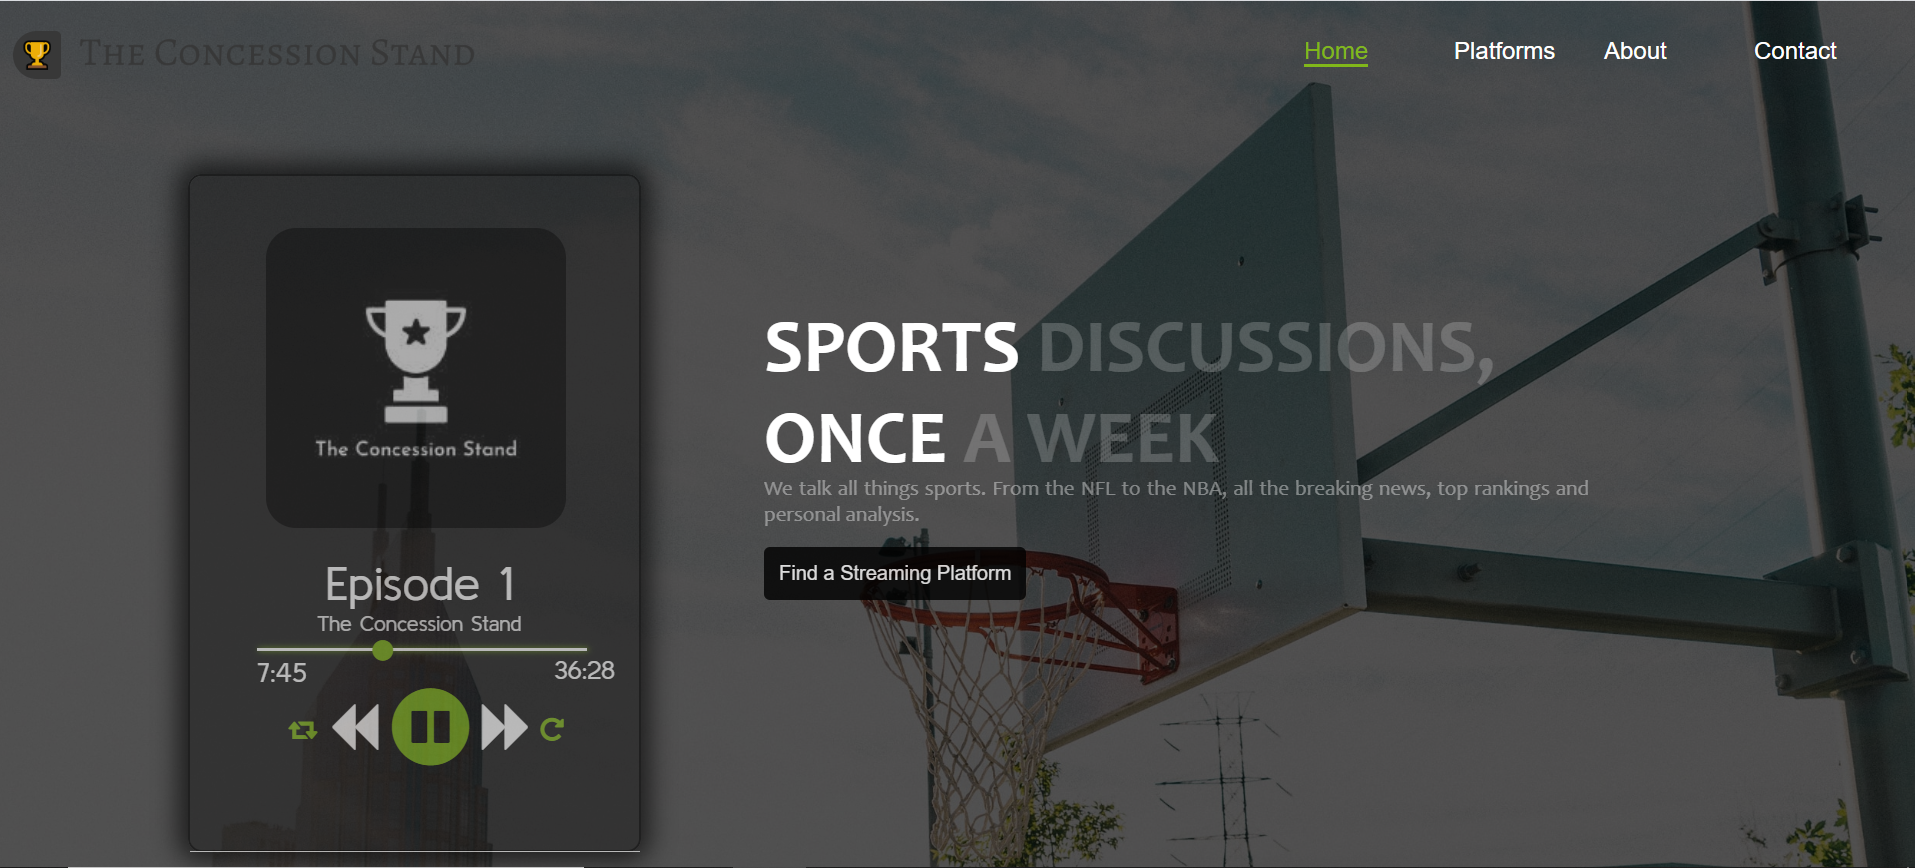 The Concession Stand
Home Platforms About Contact
The Concession Stand
Episode 1
The Concession Stand
7:45 36:28
SPORTS DISCUSSIONS,
ONCE A WEEK
We talk all things sports. From the NFL to the NBA, all the breaking news, top rankings and
personal analysis.
Find a Streaming Platform